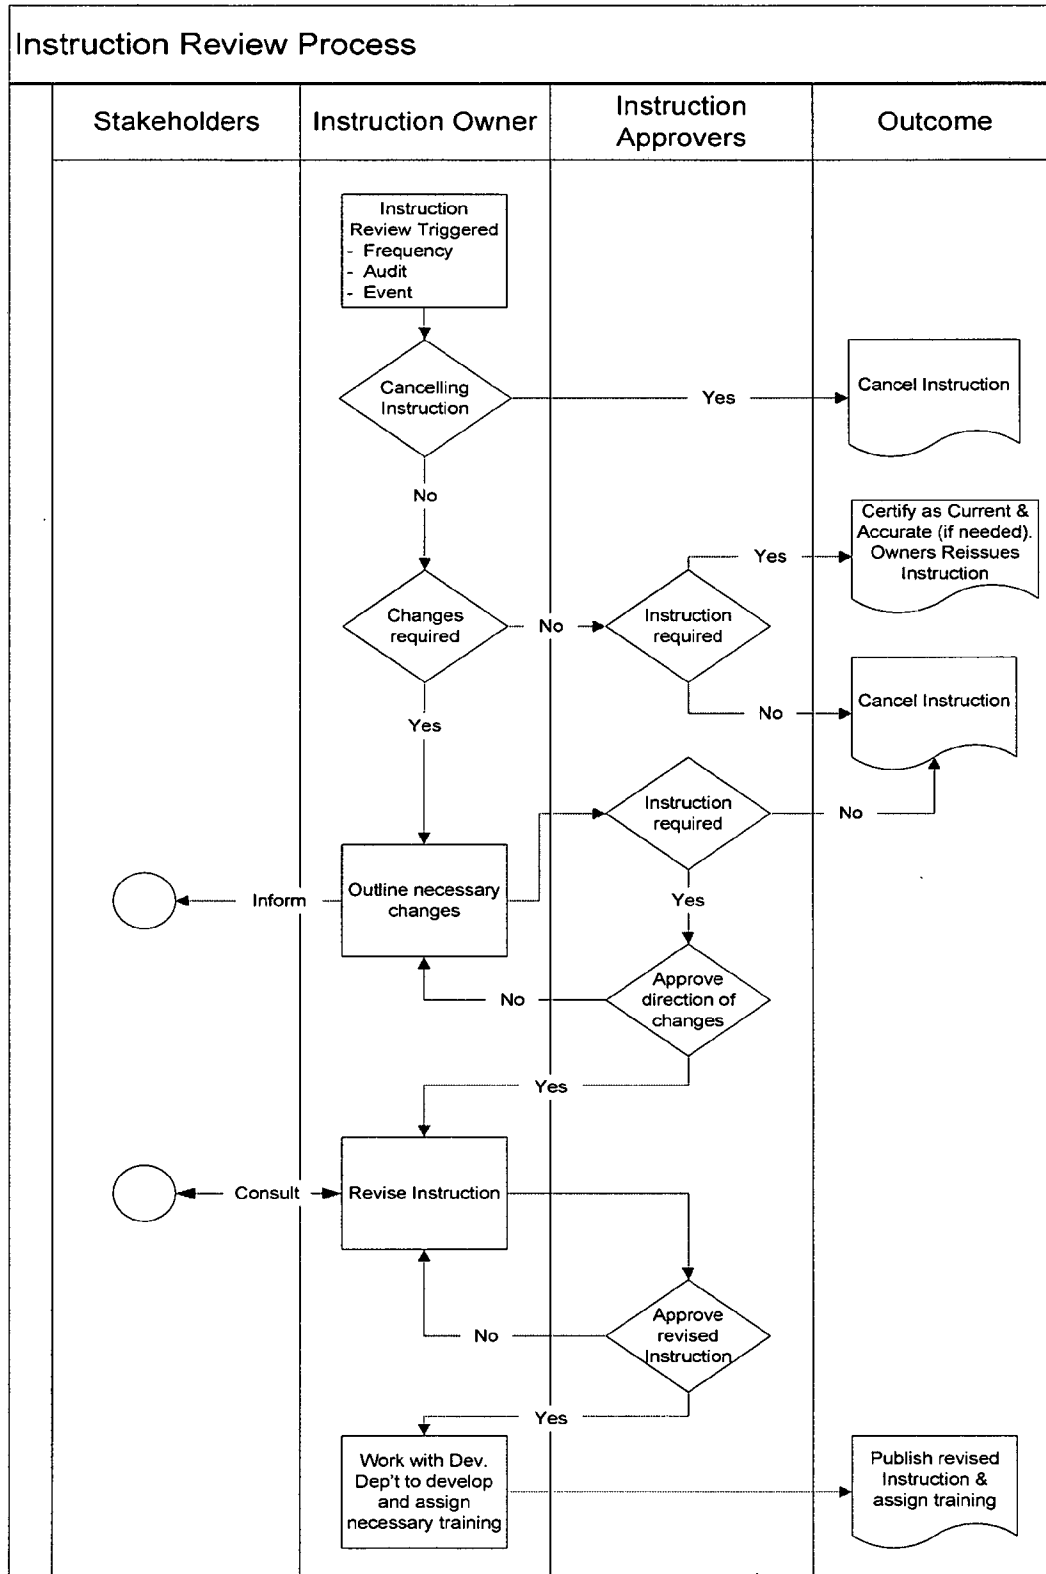 Instruction Review Process
Stakeholders
Instruction Owner
Instruction
Approvers
Outcome
Instruction
Review Triggered
- Frequency
- Audit
- Event
Cancelling
Instruction
Yes
Cancel Instruction
No
Certify as Current &
Accurate (if needed).
Owners Reissues
Instruction
Yes
Changes
required
No
Instruction
required
Cancel Instruction
No
Yes
Instruction
required
No
Inform
Outline necessary
changes
Yes
Approve
direction of
changes
No
Yes
Consult
Revise Instruction
Approve
revised
Instruction
No
Yes
Work with Dev.
Dep't to develop
and assign
necessary training
Publish revised
Instruction &
assign training